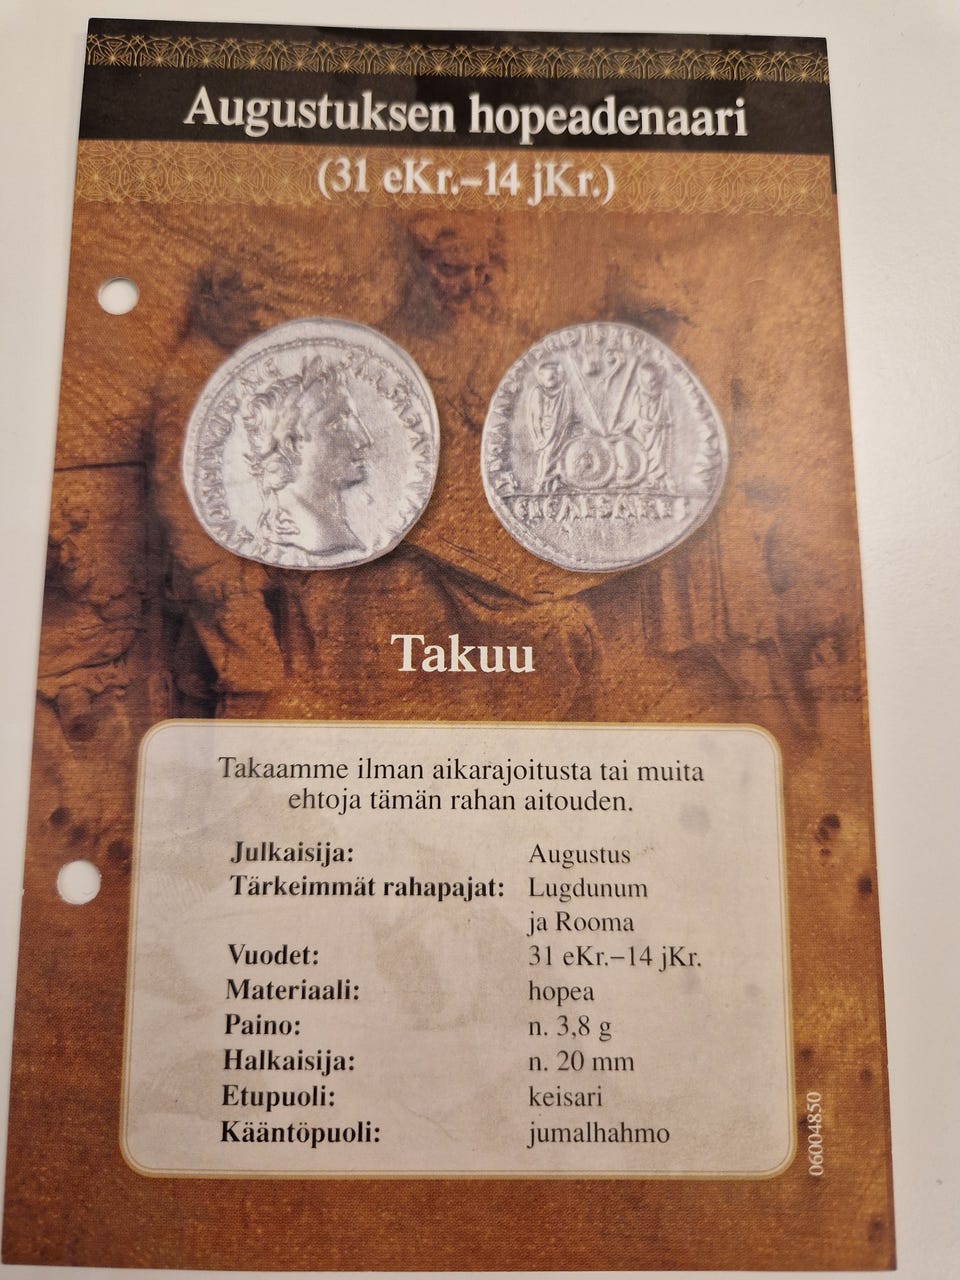 Augustuksen hopeadenaari
(31 eKr.–14 jKr.)
C.L.CAESARES
Takuu
Takaamme ilman aikarajoitusta tai muita
ehtoja tämän rahan aitouden.
Julkaisija: Augustus
Tärkeimmät rahapajat: Lugdunum
ja Rooma
Vuodet: 31 eKr.–14 jKr.
Materiaali: hopea
Paino: n. 3,8 g
Halkaisija: n. 20 mm
Etupuoli: keisari
Kääntöpuoli: jumalhahmo
06004850